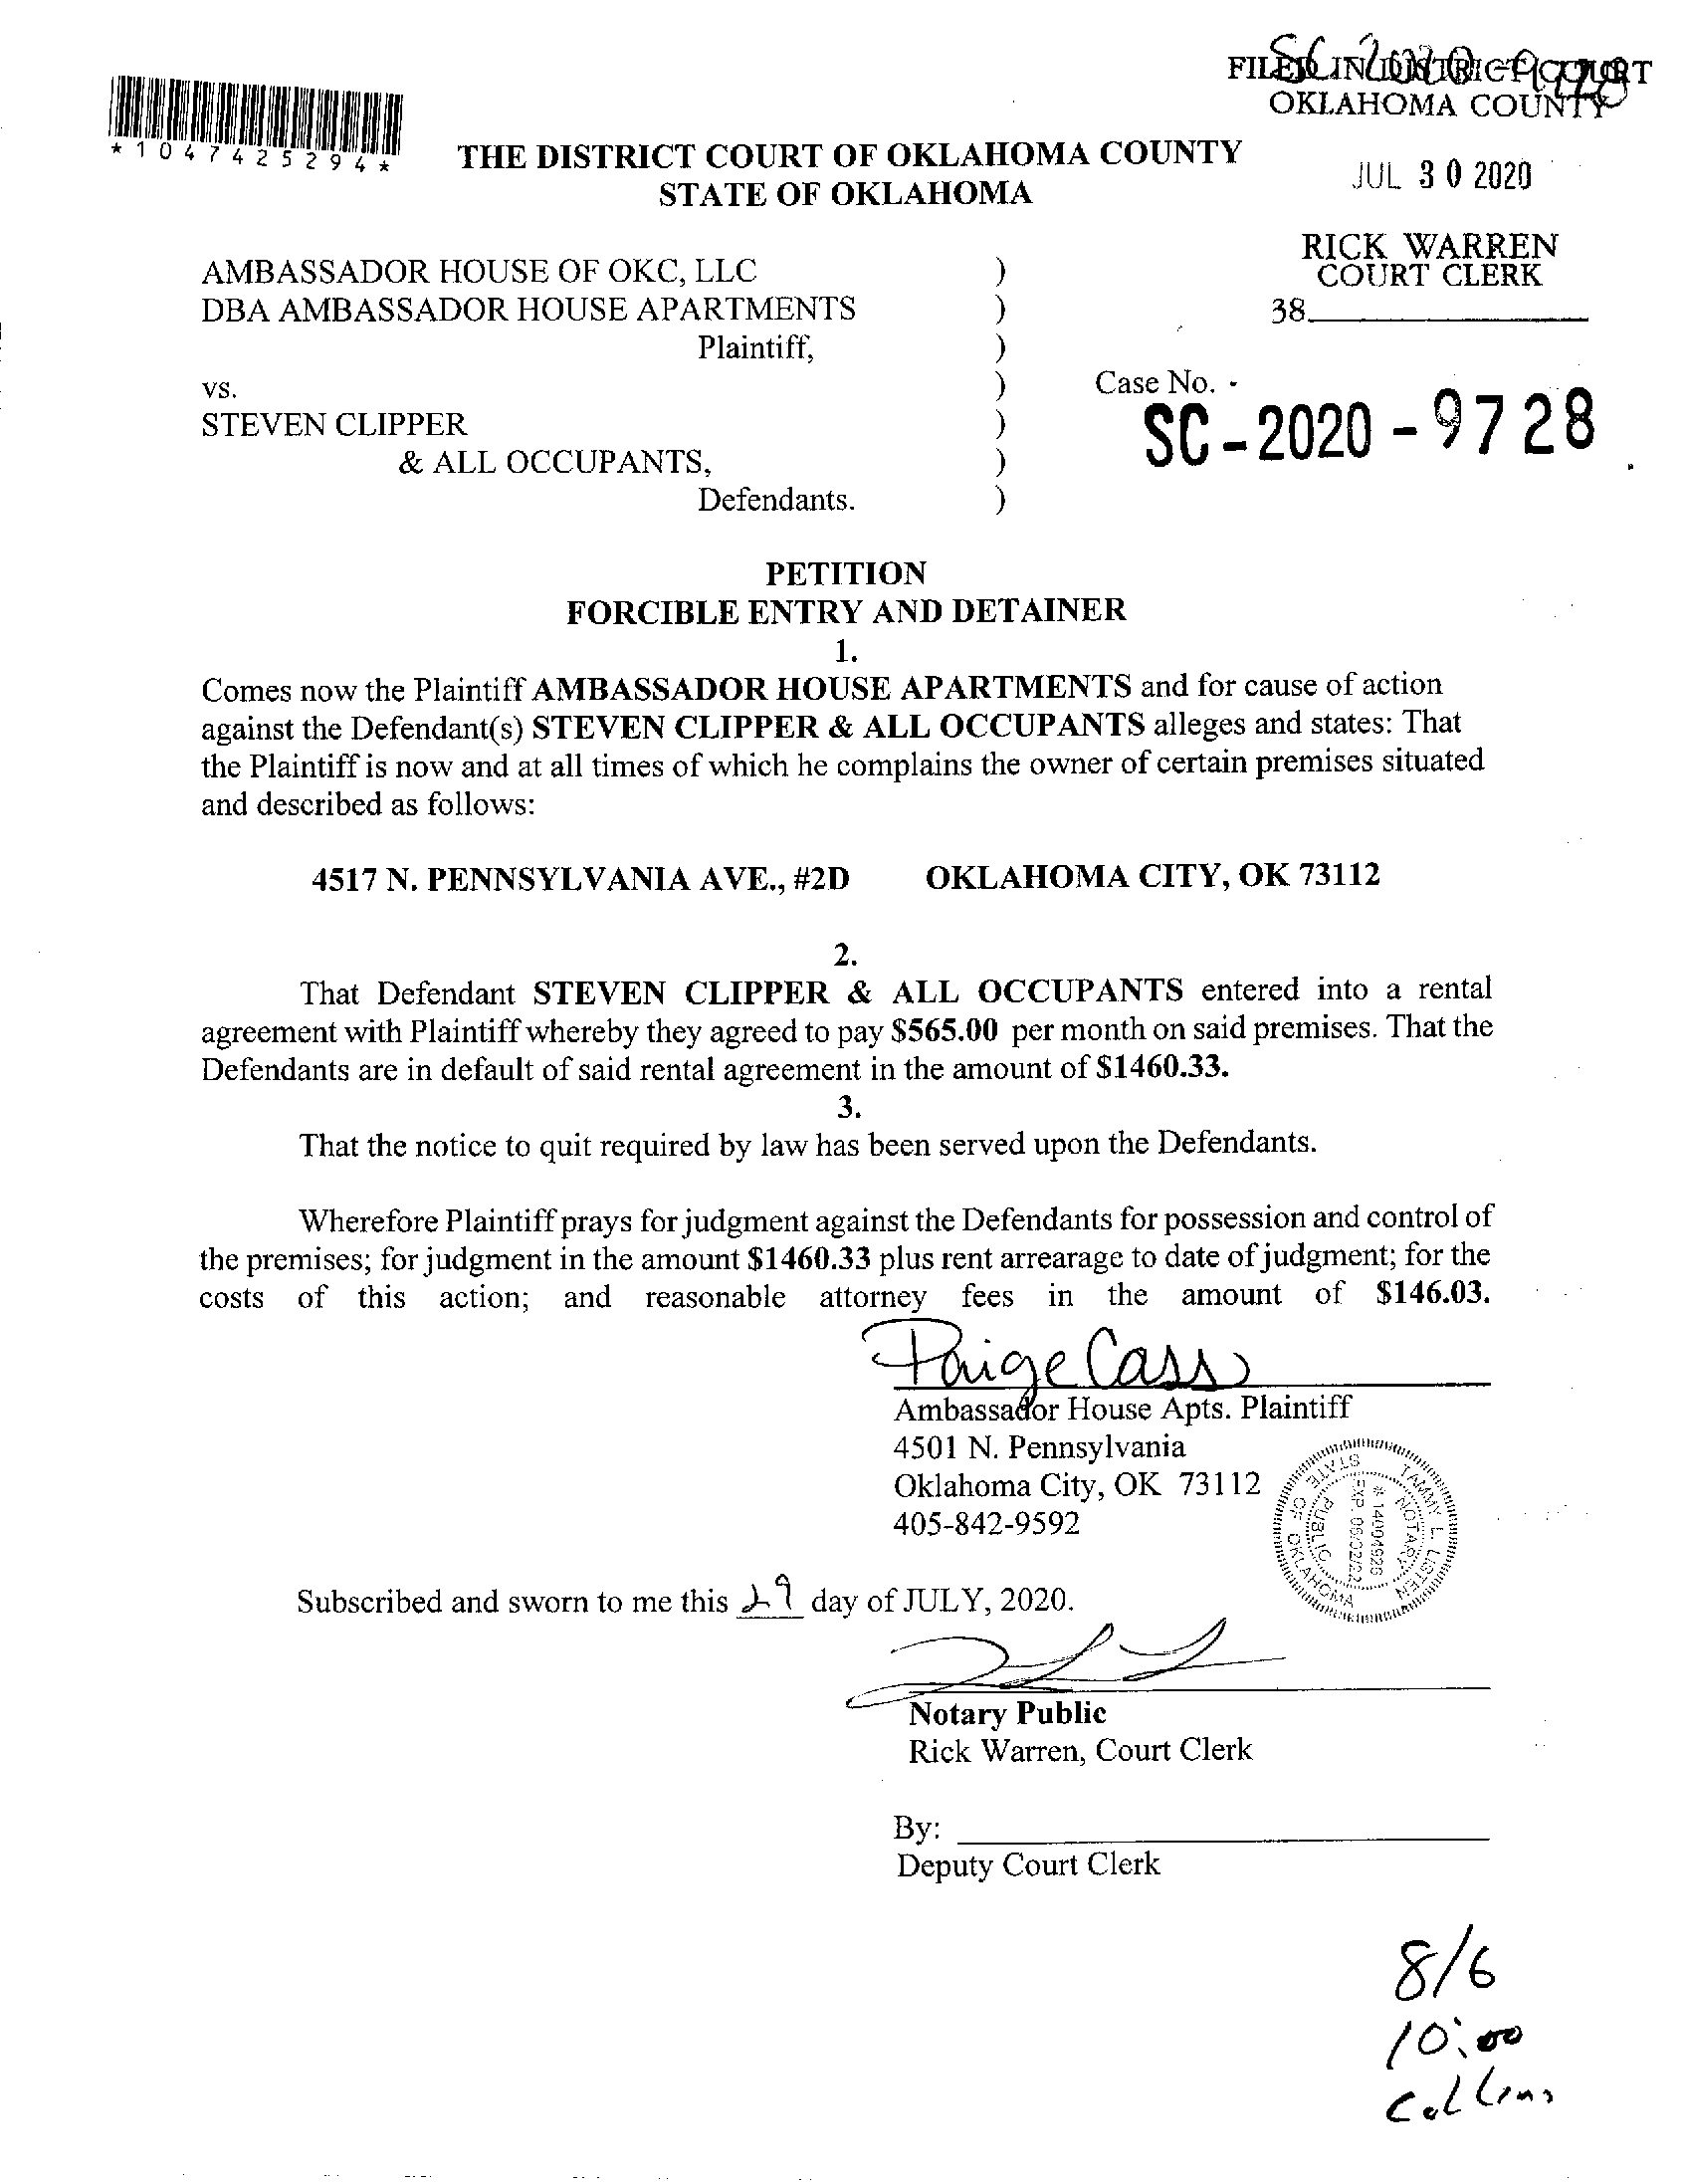 SC 2020-9728
FILED IN DISTRICT COURT
OKLAHOMA COUNTY
*1047425294*
THE DISTRICT COURT OF OKLAHOMA COUNTY
STATE OF OKLAHOMA
JUL 30 2020
RICK WARREN
COURT CLERK
38
AMBASSADOR HOUSE OF OKC, LLC )
DBA AMBASSADOR HOUSE APARTMENTS )
Plaintiff, )
vs. ) Case No.
STEVEN CLIPPER ) SC-2020-9728
& ALL OCCUPANTS, )
Defendants. )
PETITION
FORCIBLE ENTRY AND DETAINER
1.
Comes now the Plaintiff AMBASSADOR HOUSE APARTMENTS and for cause of action
against the Defendant(s) STEVEN CLIPPER & ALL OCCUPANTS alleges and states: That
the Plaintiff is now and at all times of which he complains the owner of certain premises situated
and described as follows:
4517 N. PENNSYLVANIA AVE., #2D OKLAHOMA CITY, OK 73112
2.
That Defendant STEVEN CLIPPER & ALL OCCUPANTS entered into a rental
agreement with Plaintiff whereby they agreed to pay $565.00 per month on said premises. That the
Defendants are in default of said rental agreement in the amount of $1460.33.
3.
That the notice to quit required by law has been served upon the Defendants.
Wherefore Plaintiff prays for judgment against the Defendants for possession and control of
the premises; for judgment in the amount $1460.33 plus rent arrearage to date of judgment; for the
costs of this action; and reasonable attorney fees in the amount of $146.03.
Paige Cass
Ambassador House Apts. Plaintiff
4501 N. Pennsylvania
Oklahoma City, OK 73112
405-842-9592
TAMMY L. LISTEN
NOTARY
# 14004926
EXP. 06/02/22
PUBLIC
STATE OF OKLAHOMA
Subscribed and sworn to me this 29 day of JULY, 2020.
Notary Public
Rick Warren, Court Clerk
By:
Deputy Court Clerk
8/6
10:00
Collins